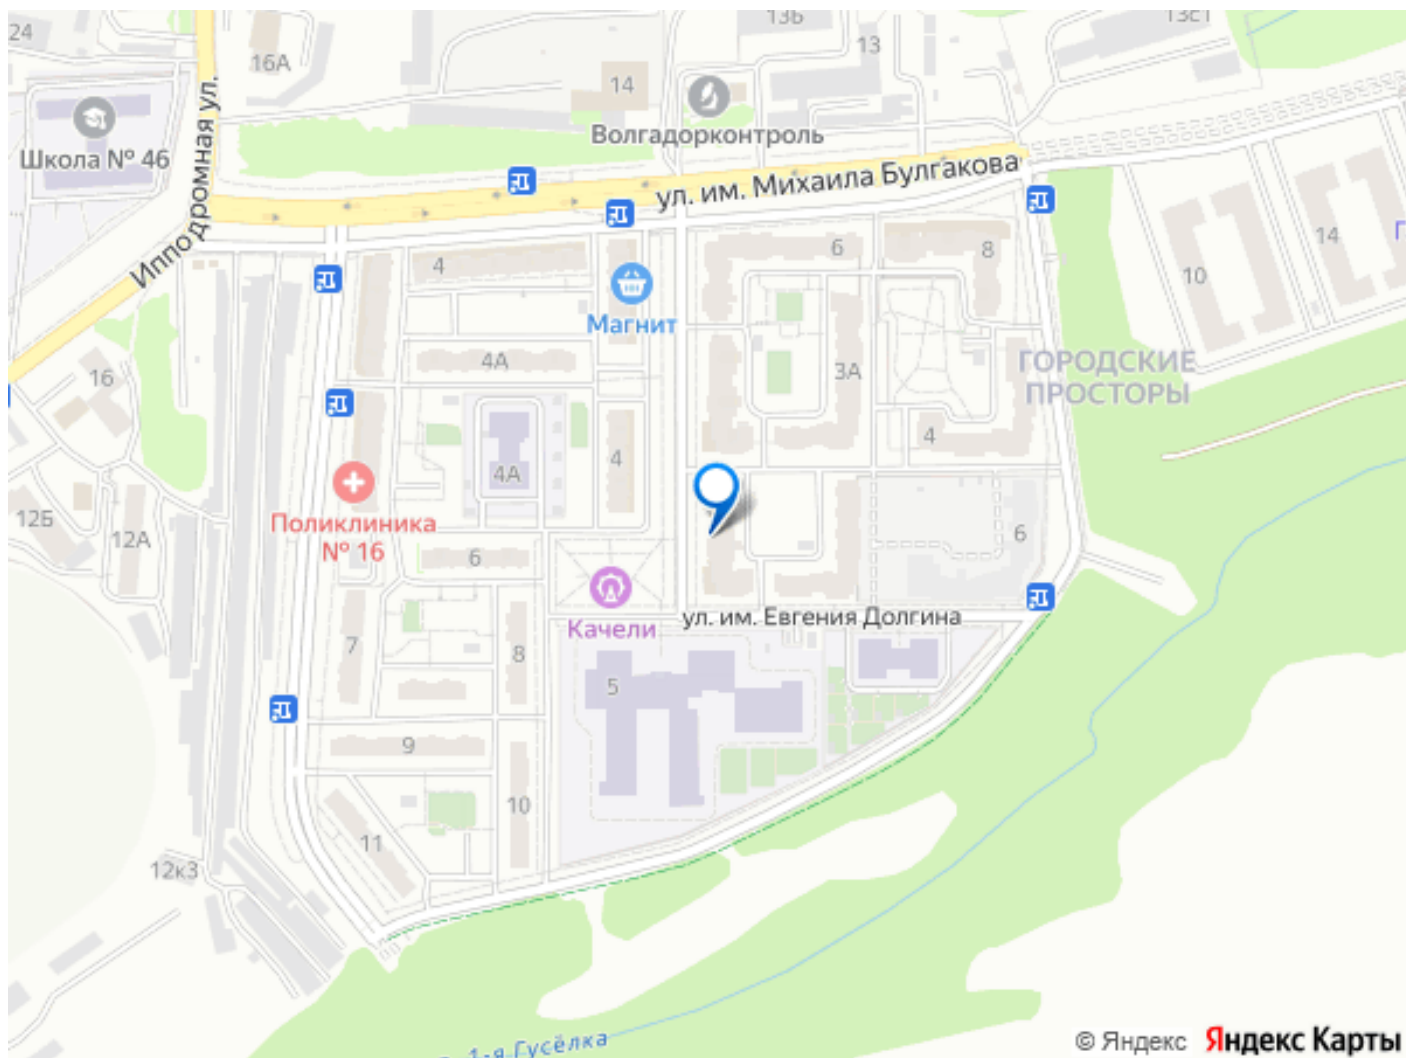 24
16А
13Б
13
13с1
14
Школа № 46
Волгадорконтроль
Ипподромная ул.
ул. им. Михаила Булгакова
4
6
8
10
14
Магнит
4А
3А
ГОРОДСКИЕ
ПРОСТОРЫ
16
4
4
4А
12Б
12А
Поликлиника
№ 16
6
6
Качели
ул. им. Евгения Долгина
7
8
5
9
10
11
12к3
1-я Гусёлка
© Яндекс Яндекс Карты